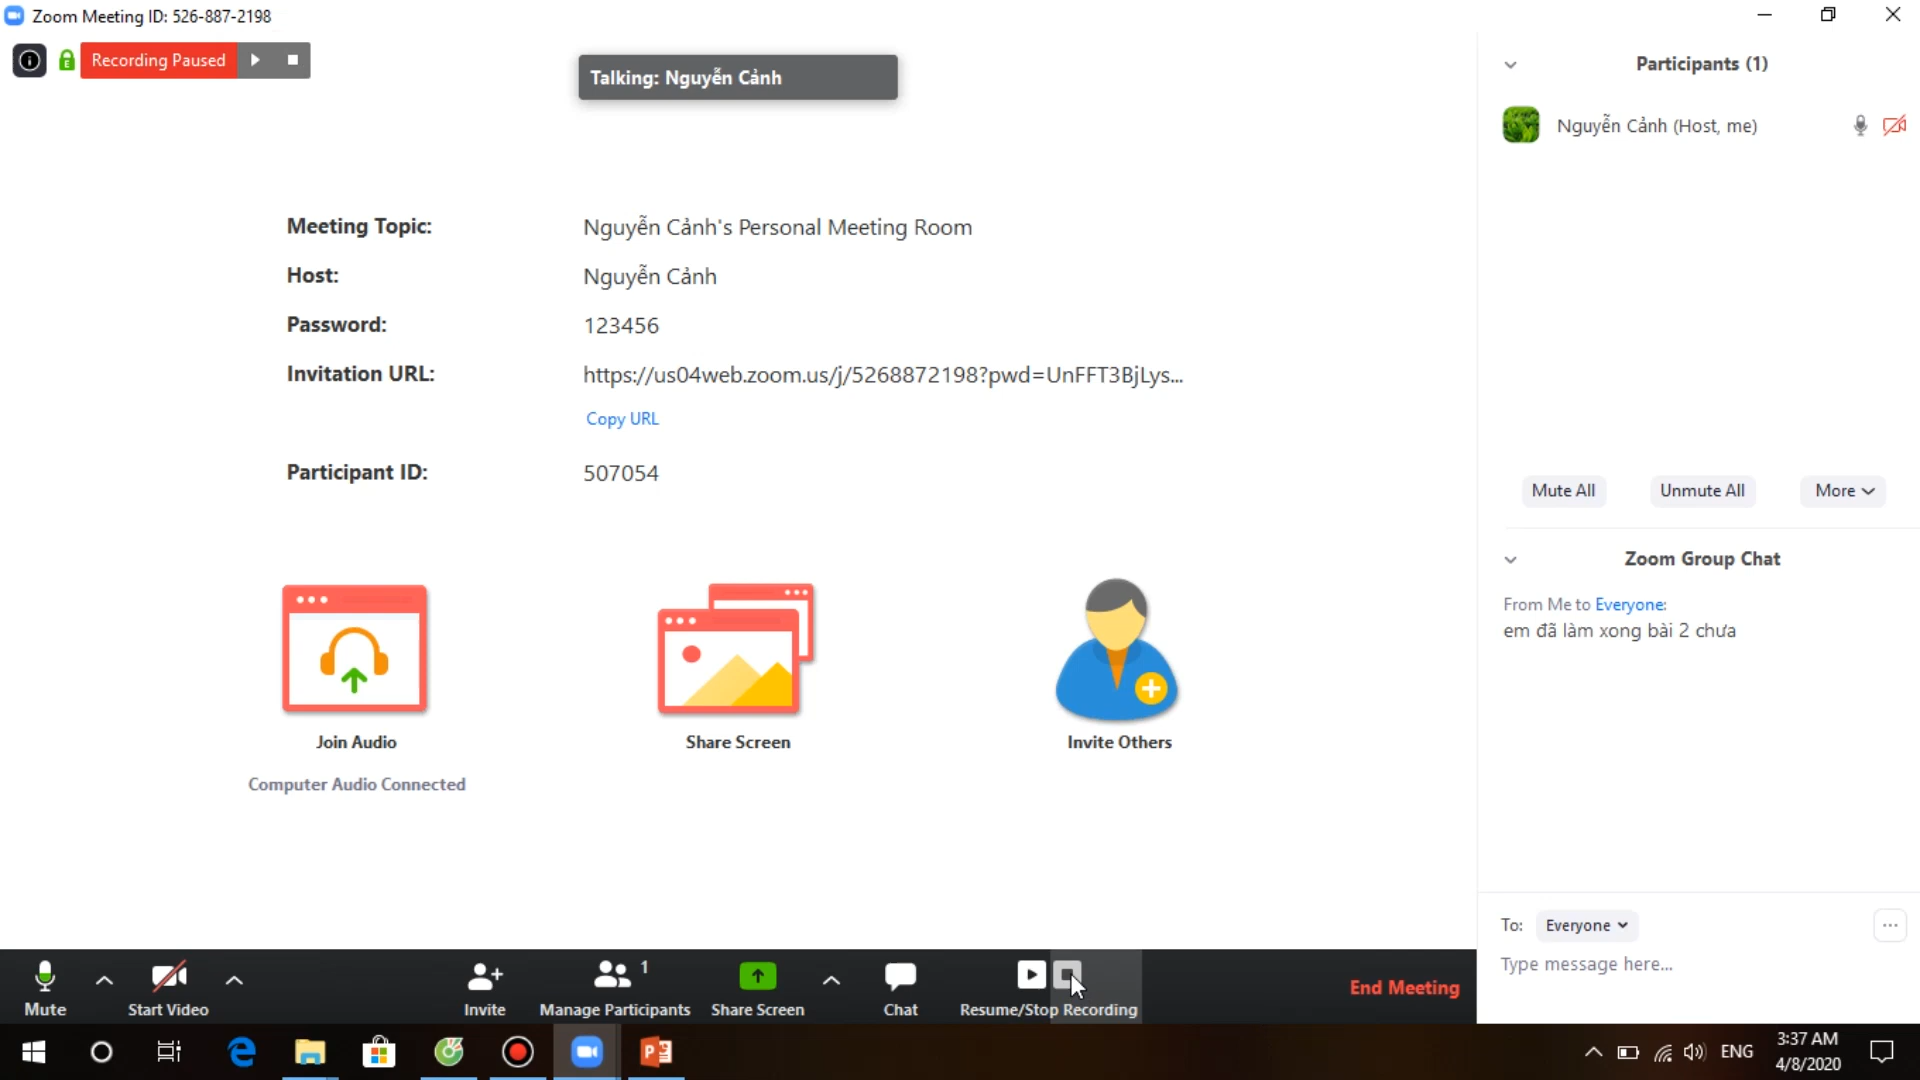 Zoom Meeting ID: 526-887-2198
Recording Paused
Talking: Nguyễn Cảnh
Meeting Topic: Nguyễn Cảnh's Personal Meeting Room
Host: Nguyễn Cảnh
Password: 123456
Invitation URL: https://us04web.zoom.us/j/5268872198?pwd=UnFFT3BjLys...
Copy URL
Participant ID: 507054
Join Audio
Share Screen
Invite Others
Computer Audio Connected
Participants (1)
Nguyễn Cảnh (Host, me)
Mute All
Unmute All
More
Zoom Group Chat
From Me to Everyone:
em đã làm xong bài 2 chưa
To: Everyone
...
Type message here...
Mute
Start Video
Invite
1
Manage Participants
Share Screen
Chat
Resume/Stop Recording
End Meeting
ENG
3:37 AM
4/8/2020